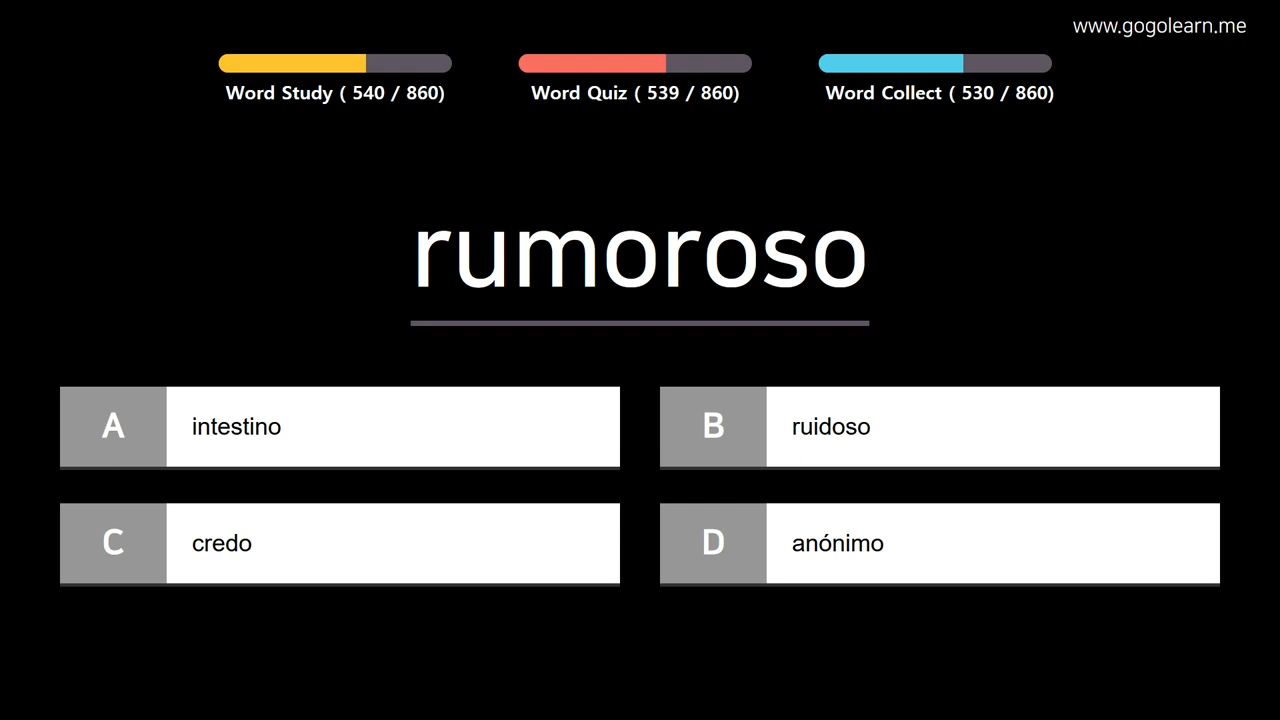 www.gogolearn.me
Word Study ( 540 / 860)
Word Quiz ( 539 / 860)
Word Collect ( 530 / 860)
rumoroso
A intestino
B ruidoso
C credo
D anónimo